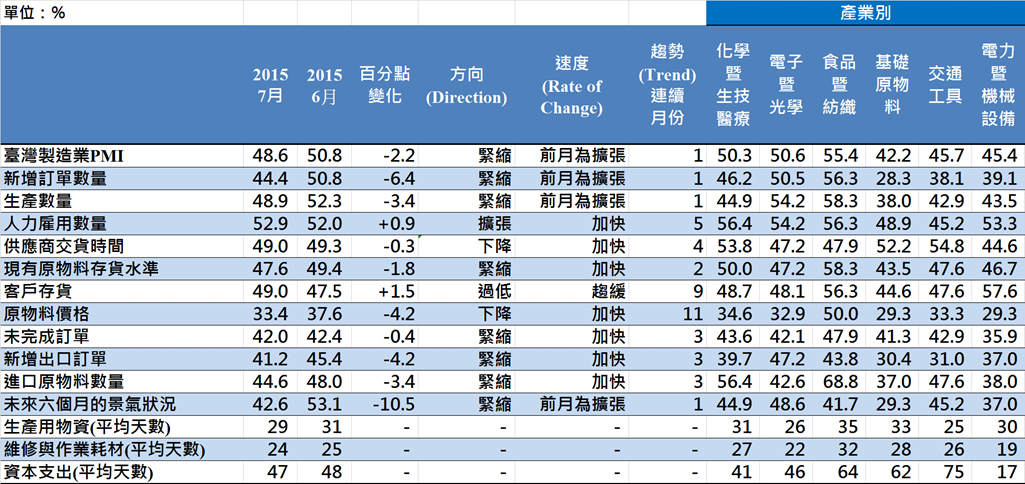 單位：% 產業別
2015 7月 2015 6月 百分點變化 方向 (Direction) 速度 (Rate of Change) 趨勢 (Trend) 連續月份 化學暨生技醫療 電子暨光學 食品暨紡織 基礎原物料 交通工具 電力暨機械設備
臺灣製造業PMI 48.6 50.8 -2.2 緊縮 前月為擴張 1 50.3 50.6 55.4 42.2 45.7 45.4
新增訂單數量 44.4 50.8 -6.4 緊縮 前月為擴張 1 46.2 50.5 56.3 28.3 38.1 39.1
生產數量 48.9 52.3 -3.4 緊縮 前月為擴張 1 44.9 54.2 58.3 38.0 42.9 43.5
人力雇用數量 52.9 52.0 +0.9 擴張 加快 5 56.4 54.2 56.3 48.9 45.2 53.3
供應商交貨時間 49.0 49.3 -0.3 下降 加快 4 53.8 47.2 47.9 52.2 54.8 44.6
現有原物料存貨水準 47.6 49.4 -1.8 緊縮 加快 2 50.0 47.2 58.3 43.5 47.6 46.7
客戶存貨 49.0 47.5 +1.5 過低 趨緩 9 48.7 48.1 56.3 44.6 47.6 57.6
原物料價格 33.4 37.6 -4.2 下降 加快 11 34.6 32.9 50.0 29.3 33.3 29.3
未完成訂單 42.0 42.4 -0.4 緊縮 加快 3 43.6 42.1 47.9 41.3 42.9 35.9
新增出口訂單 41.2 45.4 -4.2 緊縮 加快 3 39.7 47.2 43.8 30.4 31.0 37.0
進口原物料數量 44.6 48.0 -3.4 緊縮 加快 3 56.4 42.6 68.8 37.0 47.6 38.0
未來六個月的景氣狀況 42.6 53.1 -10.5 緊縮 前月為擴張 1 44.9 48.6 41.7 29.3 45.2 37.0
生產用物資(平均天數) 29 31 - - - - 31 26 35 33 25 30
維修與作業耗材(平均天數) 24 25 - - - - 27 22 32 28 26 19
資本支出(平均天數) 47 48 - - - - 41 46 64 62 75 17